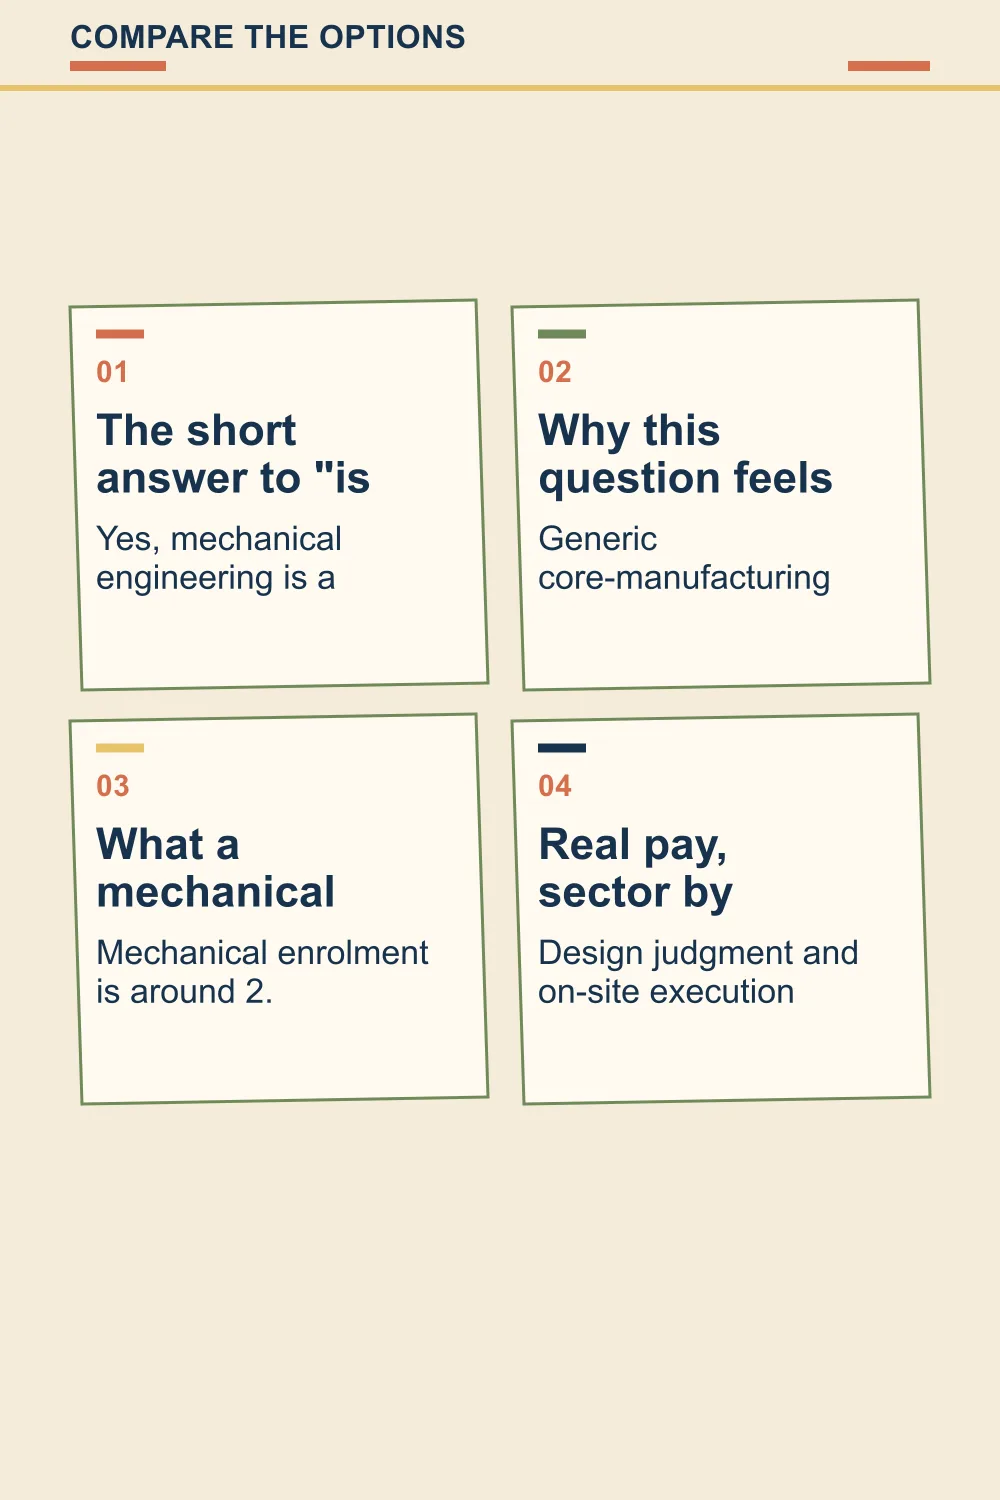 COMPARE THE OPTIONS
01
The short
answer to "is
Yes, mechanical
engineering is a
02
Why this
question feels
Generic
core-manufacturing
03
What a
mechanical
Mechanical enrolment
is around 2.
04
Real pay,
sector by
Design judgment and
on-site execution